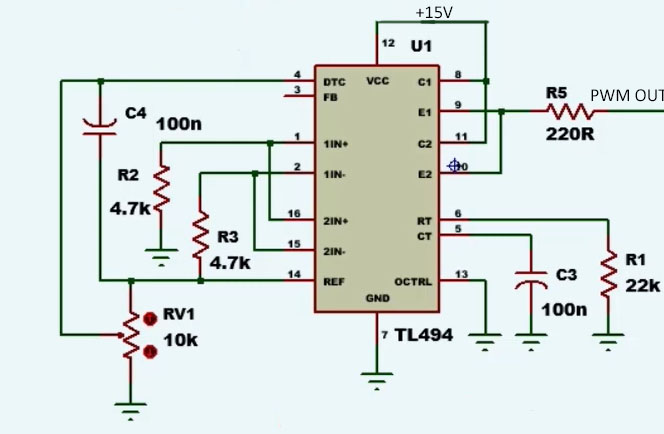 +15V
12
U1
4
DTC
VCC
C1
8
3
FB
R5
PWM OUT
C4
100n
E1
9
220R
1
1IN+
C2
11
R2
4.7k
2
1IN-
E2
R3
4.7k
16
2IN+
RT
6
15
2IN-
CT
5
14
REF
OCTRL
13
C3
100n
R1
22k
RV1
10k
GND
7
TL494